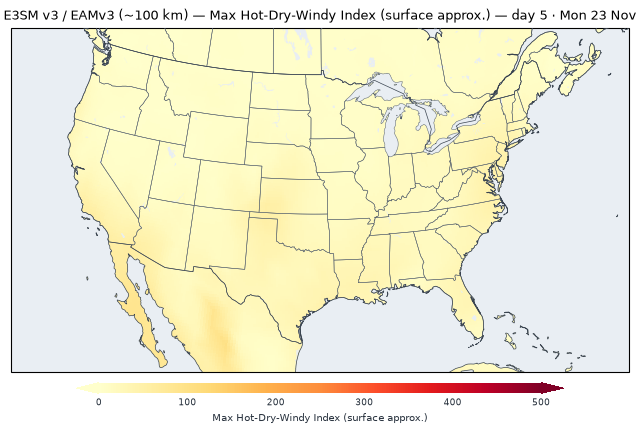 E3SM v3 / EAMv3 (~100 km) — Max Hot-Dry-Windy Index (surface approx.) — day 5 · Mon 23 Nov
0 100 200 300 400 500
Max Hot-Dry-Windy Index (surface approx.)